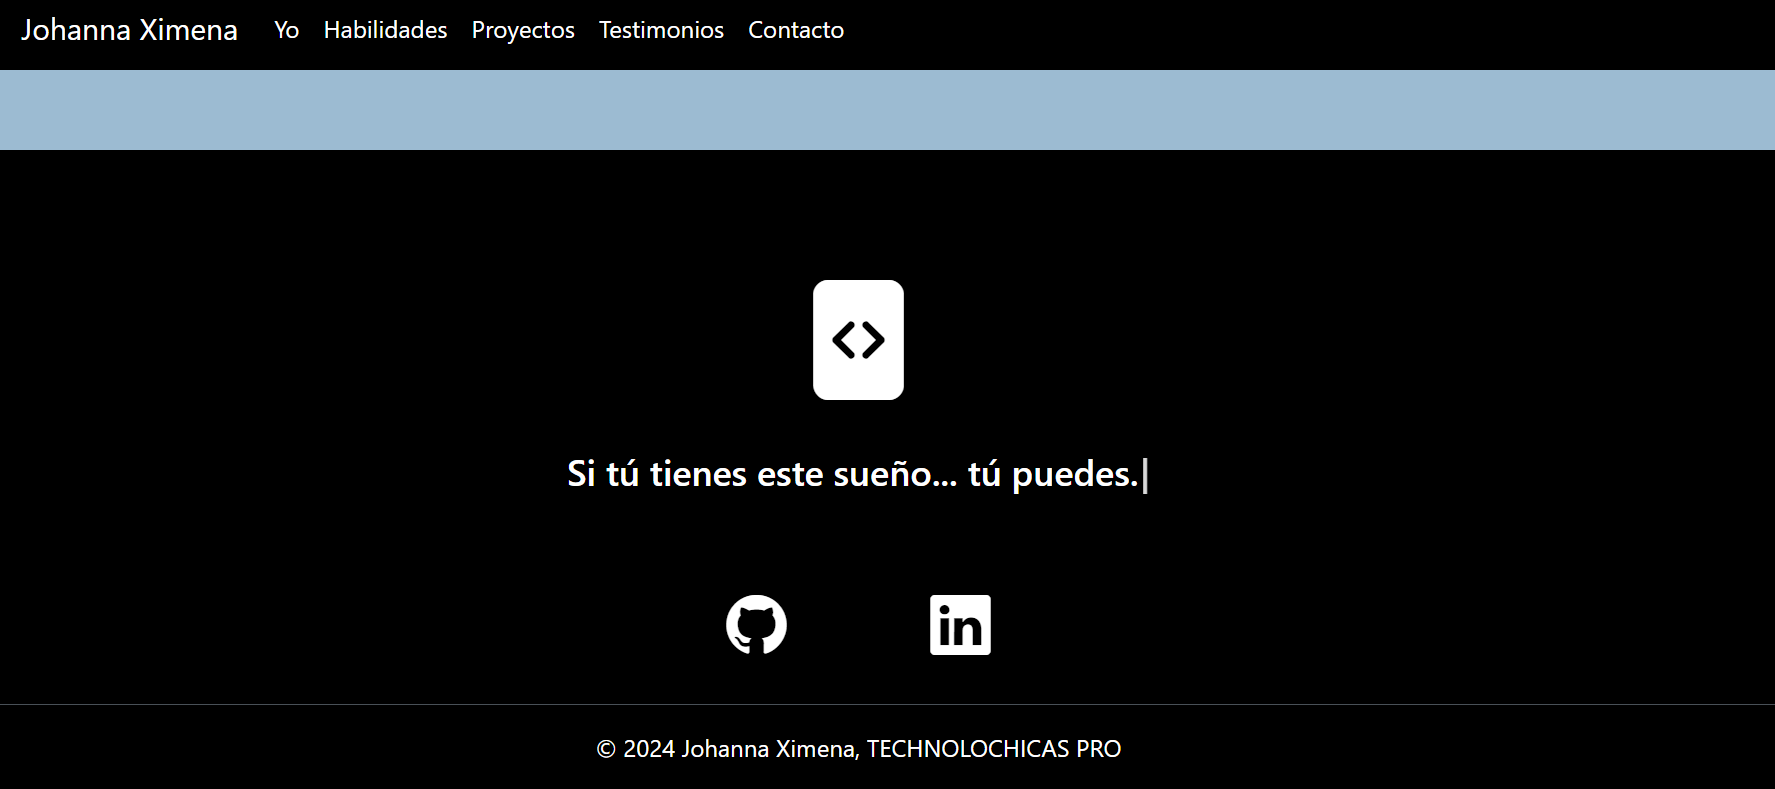 Johanna Ximena Yo Habilidades Proyectos Testimonios Contacto
<>
Si tú tienes este sueño... tú puedes.|
in
© 2024 Johanna Ximena, TECHNOLOCHICAS PRO